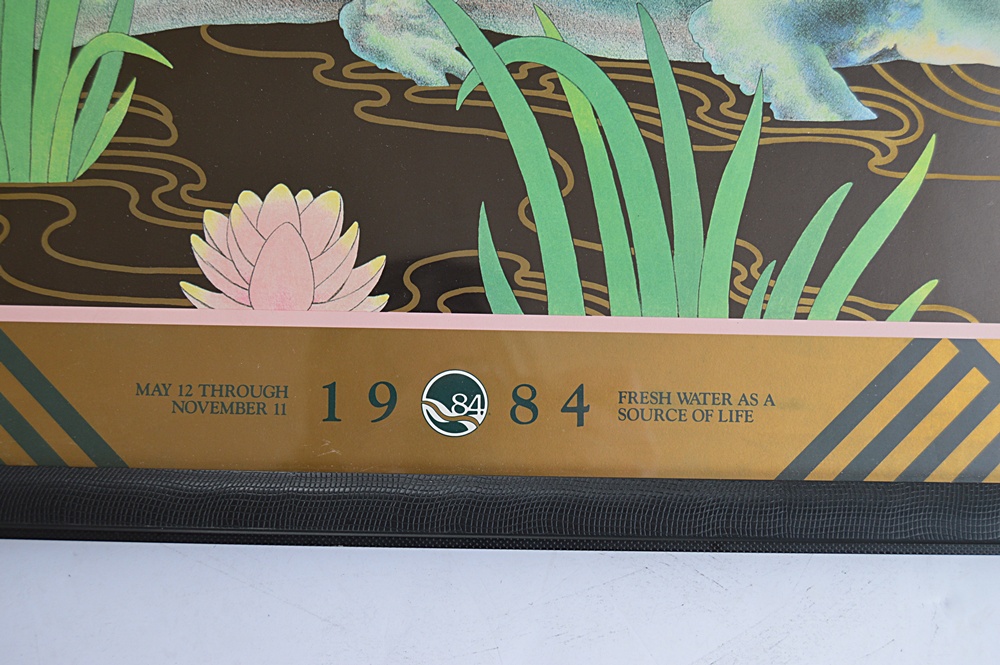 MAY 12 THROUGH
NOVEMBER 11
19 84 84
FRESH WATER AS A
SOURCE OF LIFE